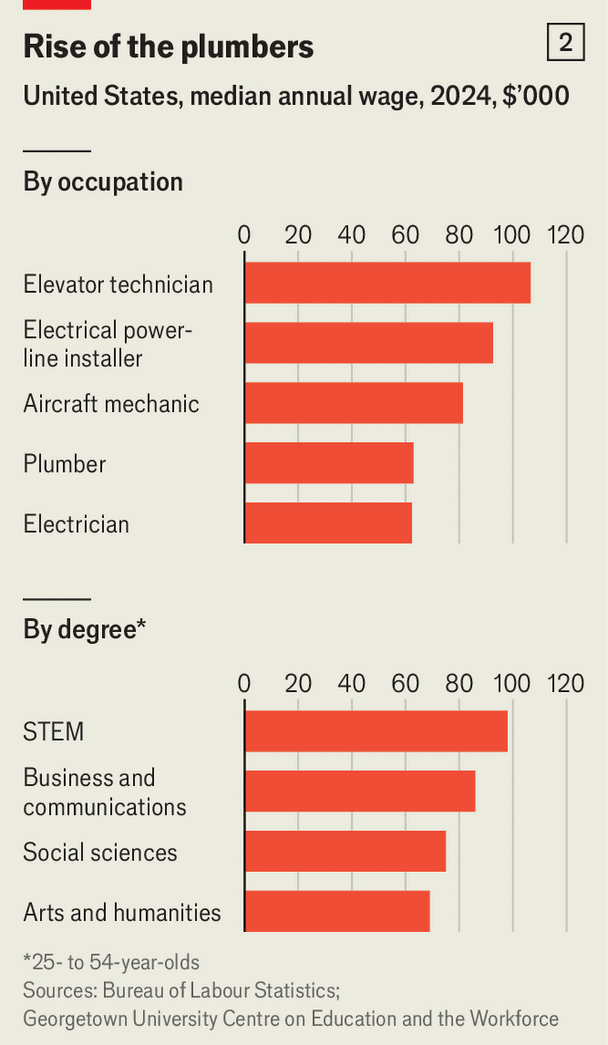 Rise of the plumbers
2
United States, median annual wage, 2024, $’000
By occupation
0 20 40 60 80 100 120
Elevator technician
Electrical power-
line installer
Aircraft mechanic
Plumber
Electrician
By degree*
0 20 40 60 80 100 120
STEM
Business and
communications
Social sciences
Arts and humanities
*25- to 54-year-olds
Sources: Bureau of Labour Statistics;
Georgetown University Centre on Education and the Workforce